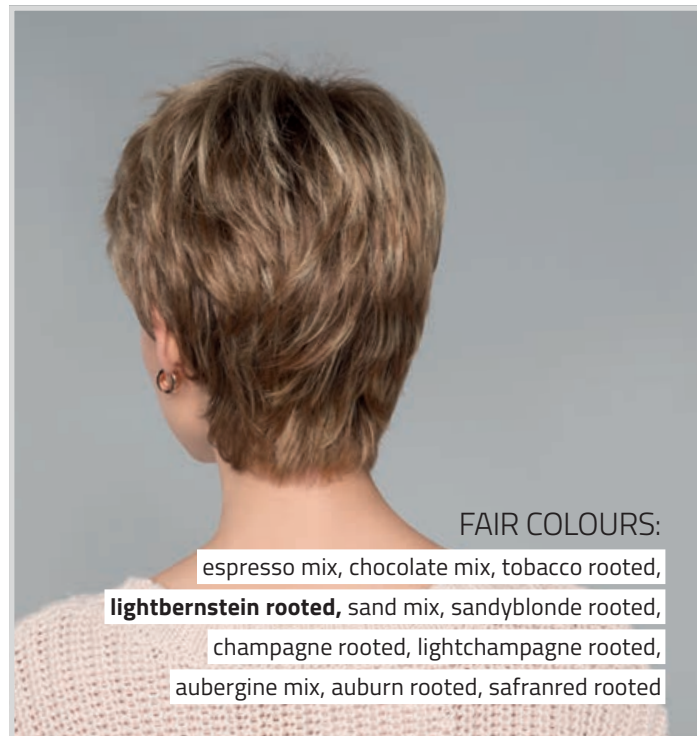 FAIR COLOURS:
espresso mix, chocolate mix, tobacco rooted,
lightbernstein rooted, sand mix, sandyblonde rooted,
champagne rooted, lightchampagne rooted,
aubergine mix, auburn rooted, safranred rooted